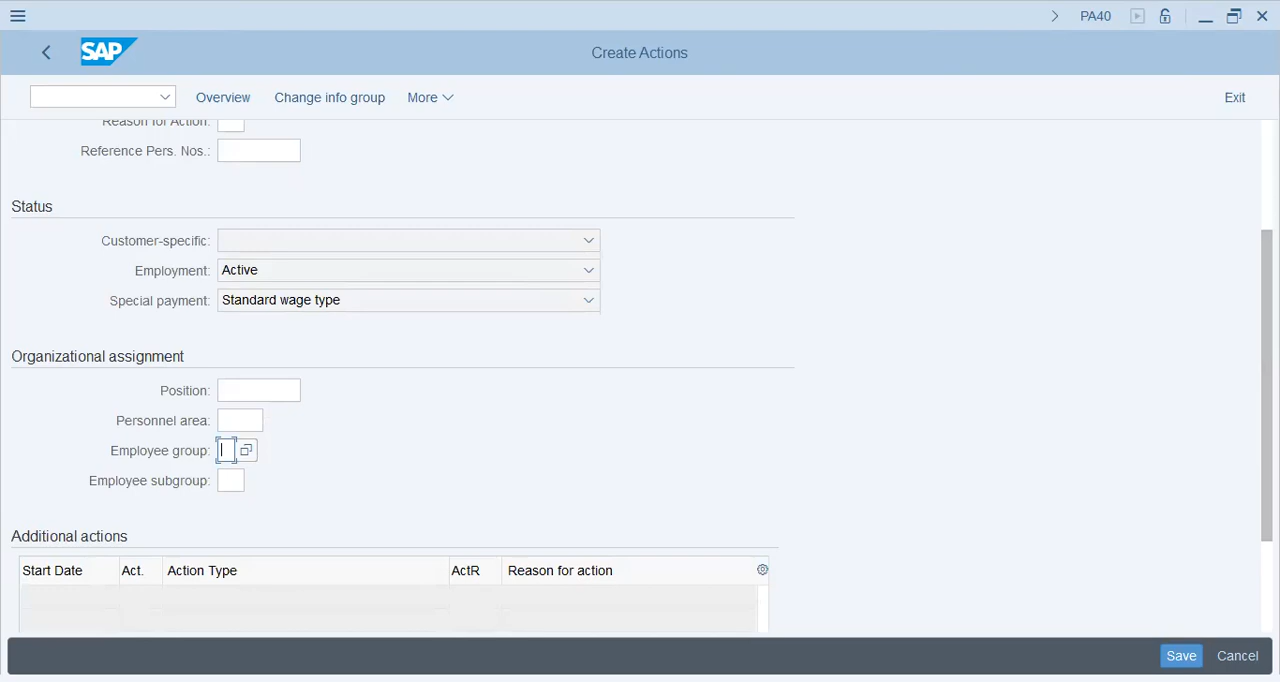 PA40
SAP
Create Actions
Overview
Change info group
More
Exit
Reason for Action:
Reference Pers. Nos.:
Status
Customer-specific:
Employment: Active
Special payment: Standard wage type
Organizational assignment
Position:
Personnel area:
Employee group:
Employee subgroup:
Additional actions
Start Date Act. Action Type ActR Reason for action
Save Cancel